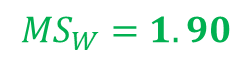 MS_W = 1.90